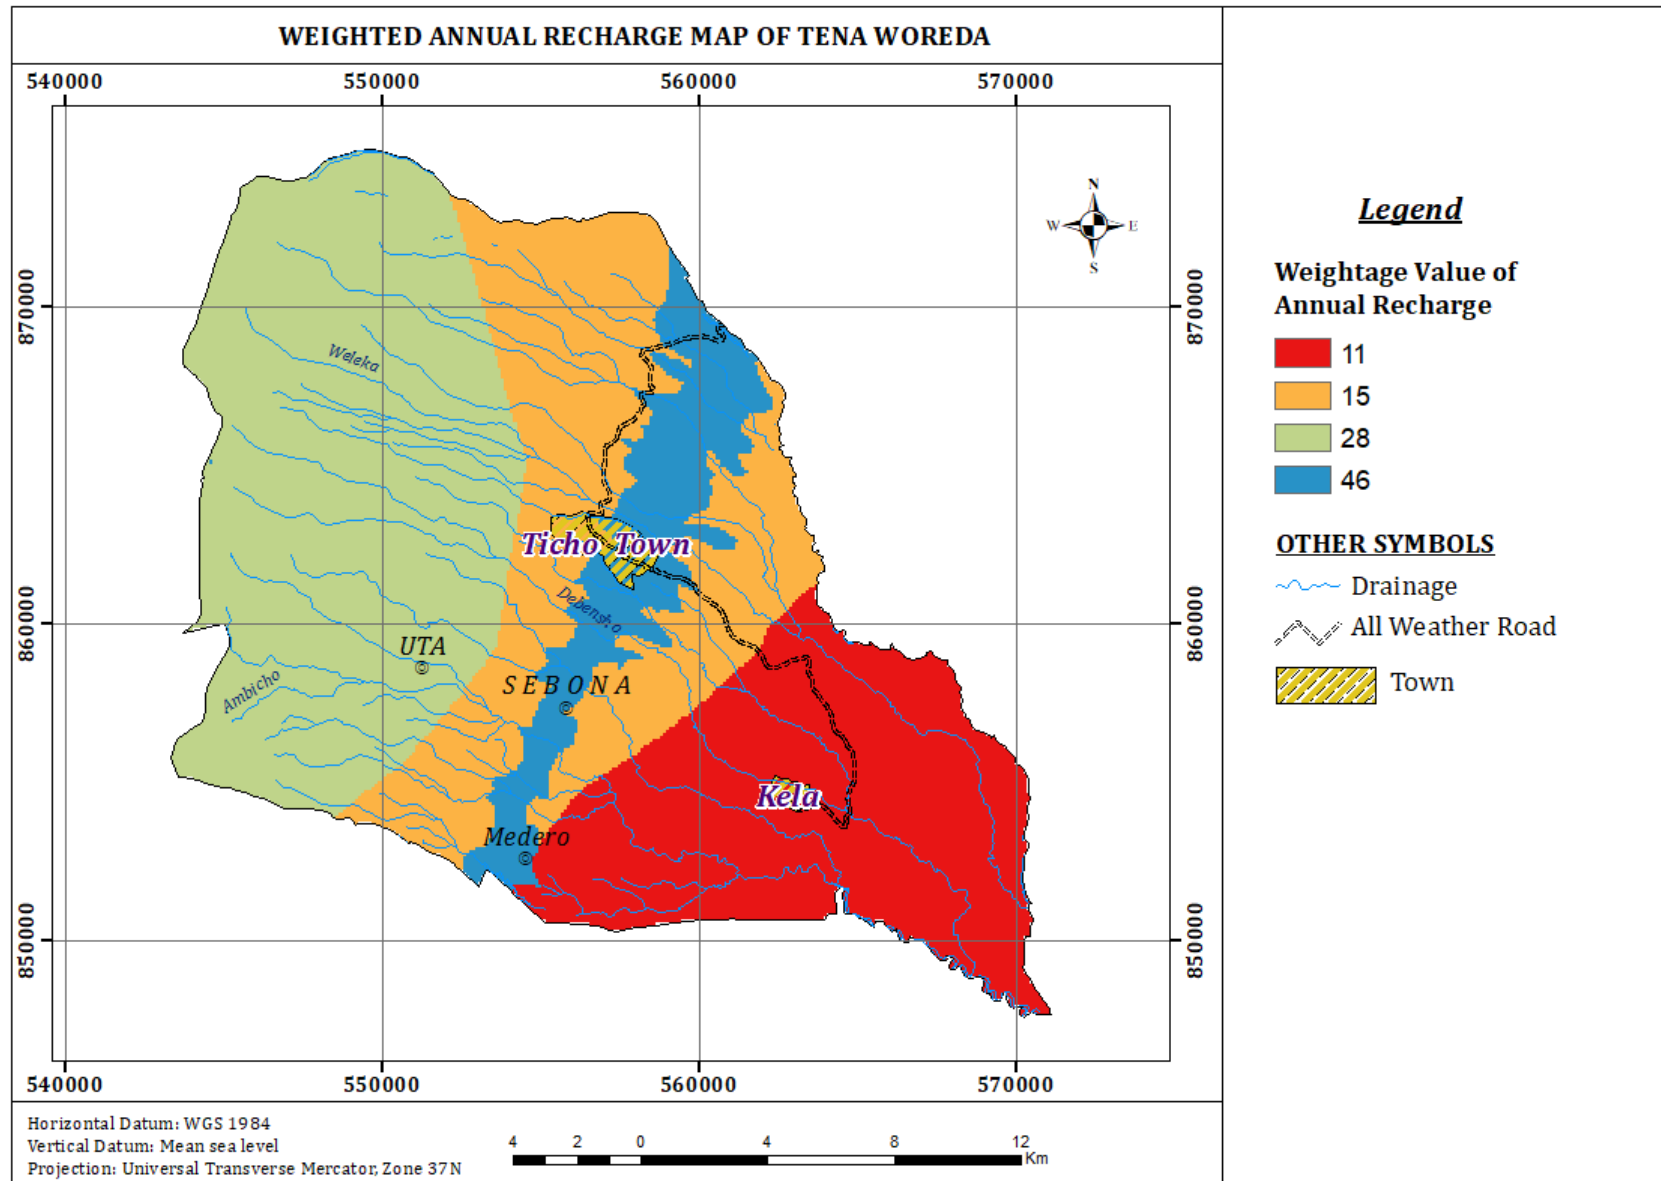 WEIGHTED ANNUAL RECHARGE MAP OF TENA WOREDA
540000 550000 560000 570000
N
W E
S
870000 870000
Weleka
Ticho Town
Debensho
860000 860000
UTA
SEBONA
Ambicho
Kela
Medero
850000 850000
540000 550000 560000 570000
Horizontal Datum: WGS 1984
Vertical Datum: Mean sea level
Projection: Universal Transverse Mercator, Zone 37N
4 2 0 4 8 12
Km
Legend
Weightage Value of
Annual Recharge
11
15
28
46
OTHER SYMBOLS
Drainage
All Weather Road
Town